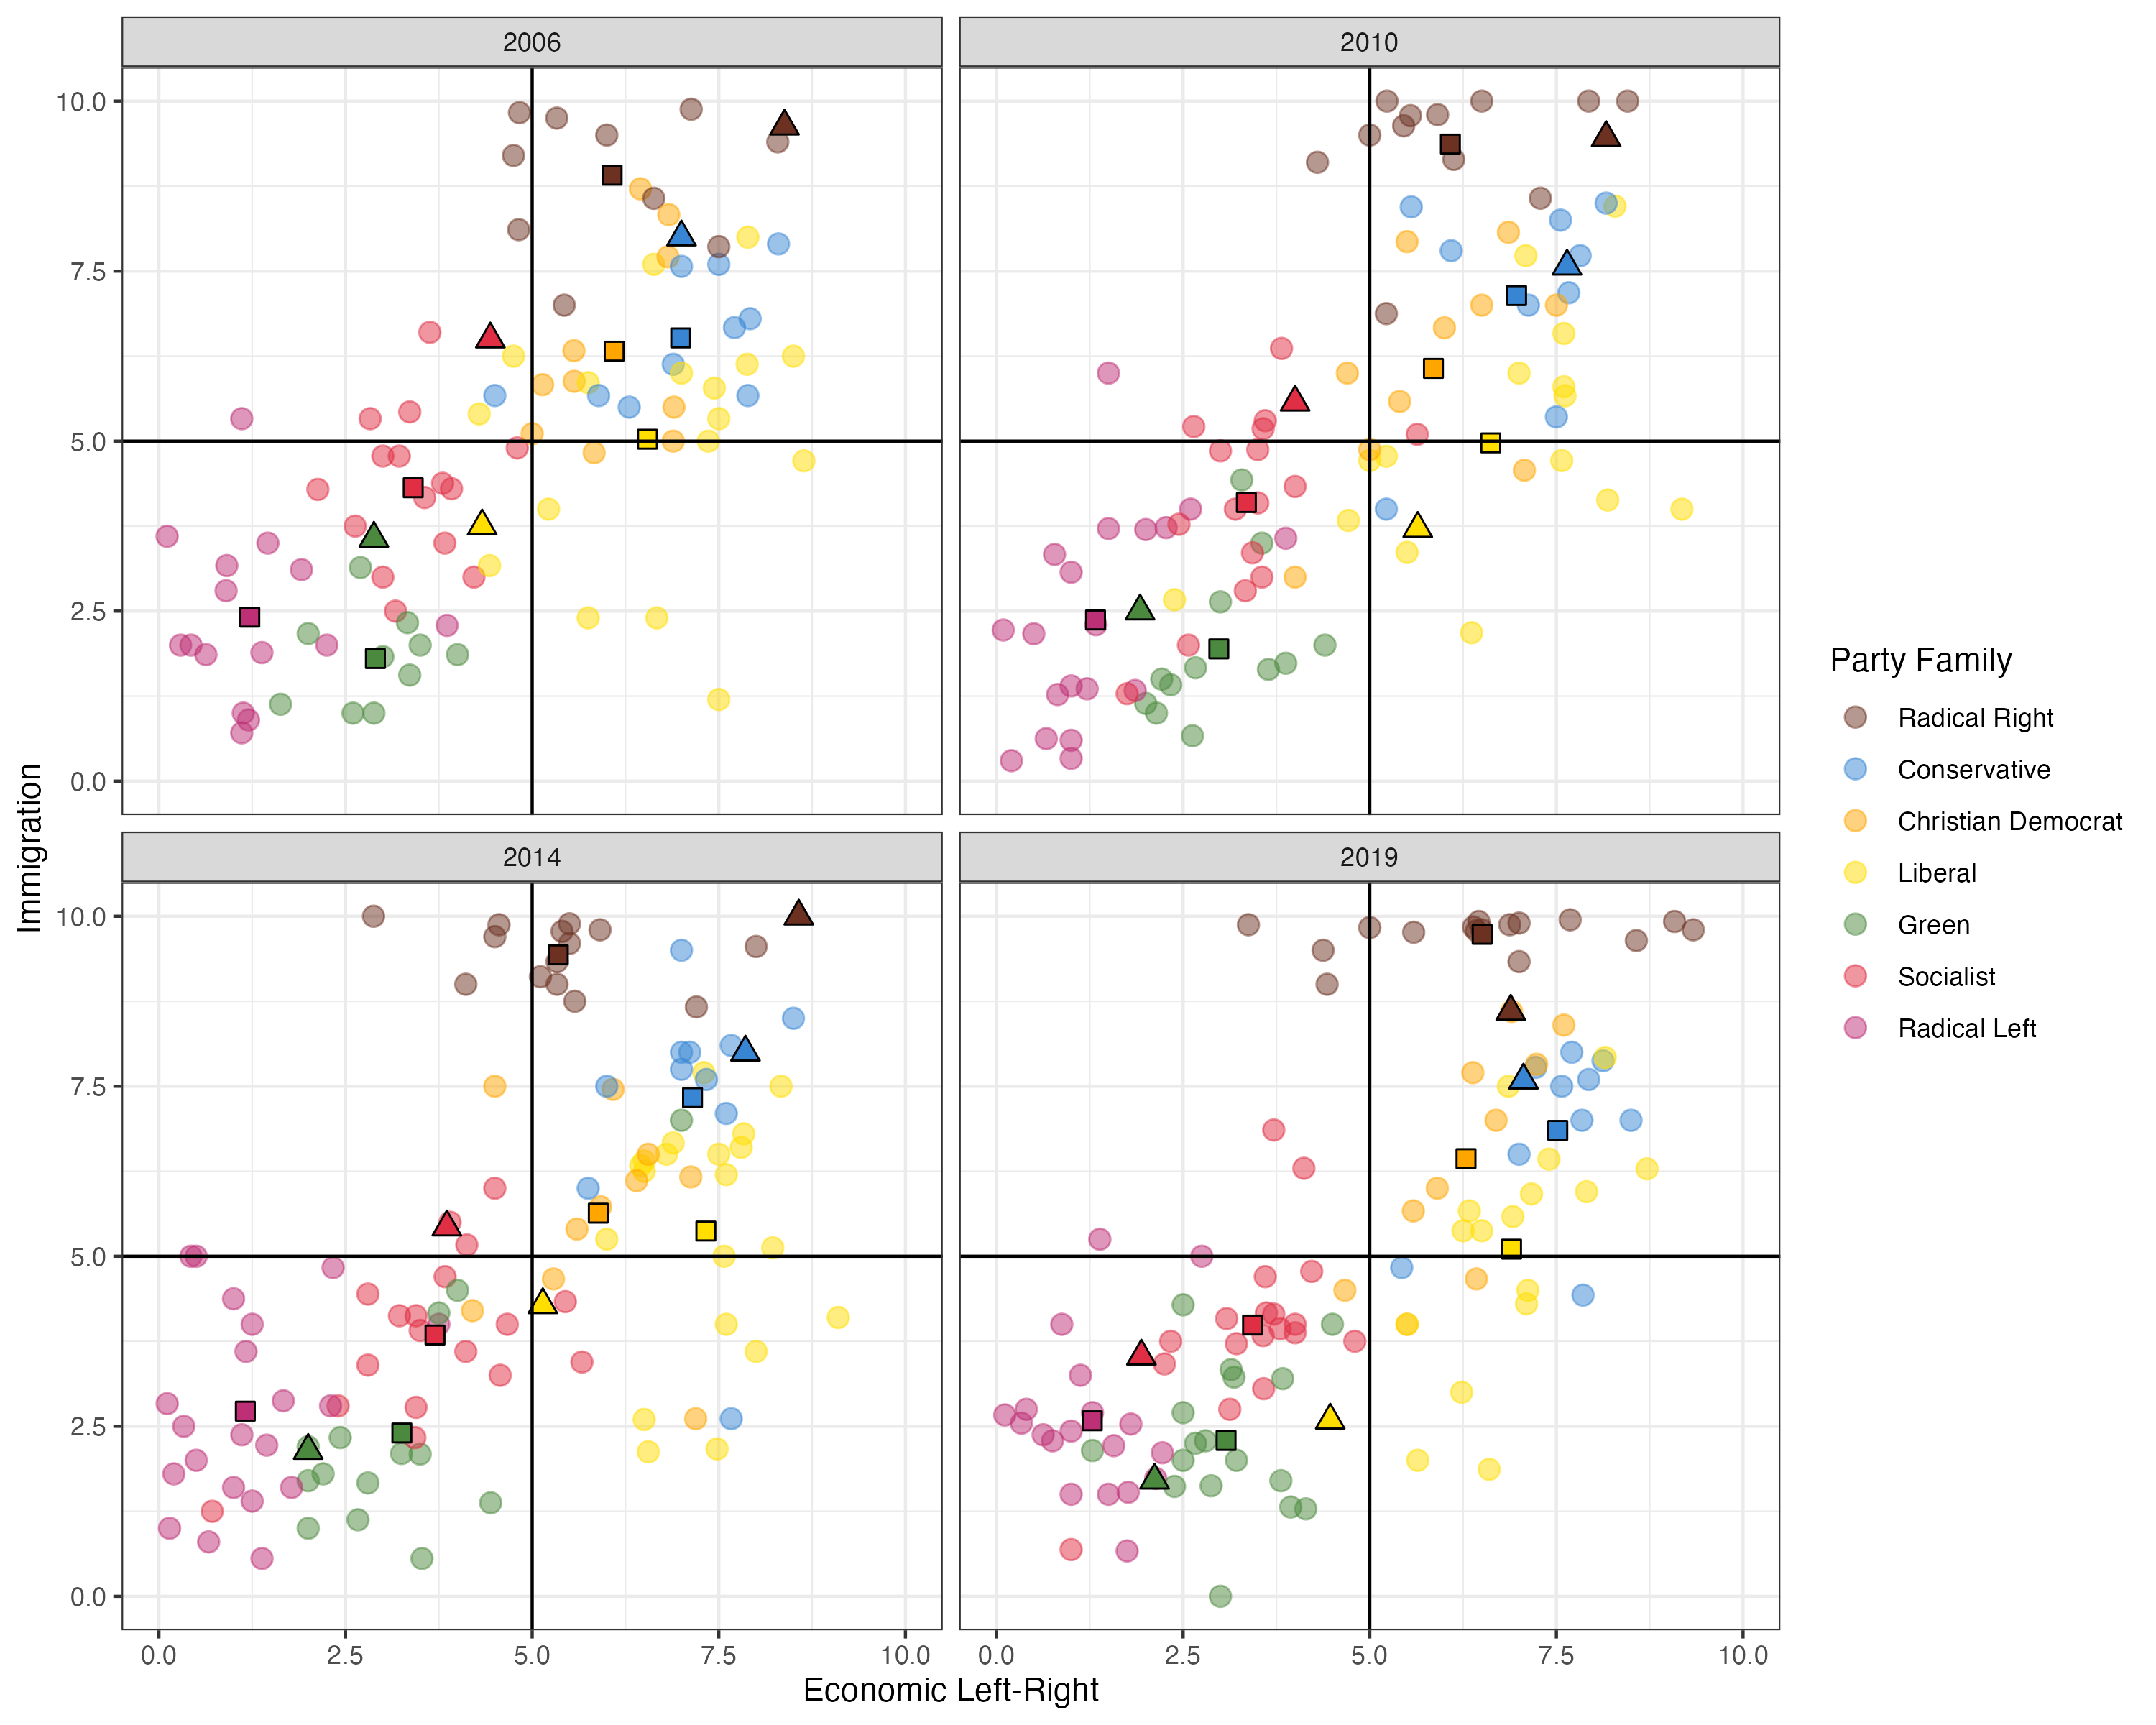 2006
2010
10.0
7.5
5.0
2.5
0.0
2014
2019
10.0
7.5
5.0
2.5
0.0
0.0 2.5 5.0 7.5 10.0
0.0 2.5 5.0 7.5 10.0
Economic Left-Right
Immigration
Party Family
Radical Right
Conservative
Christian Democrat
Liberal
Green
Socialist
Radical Left